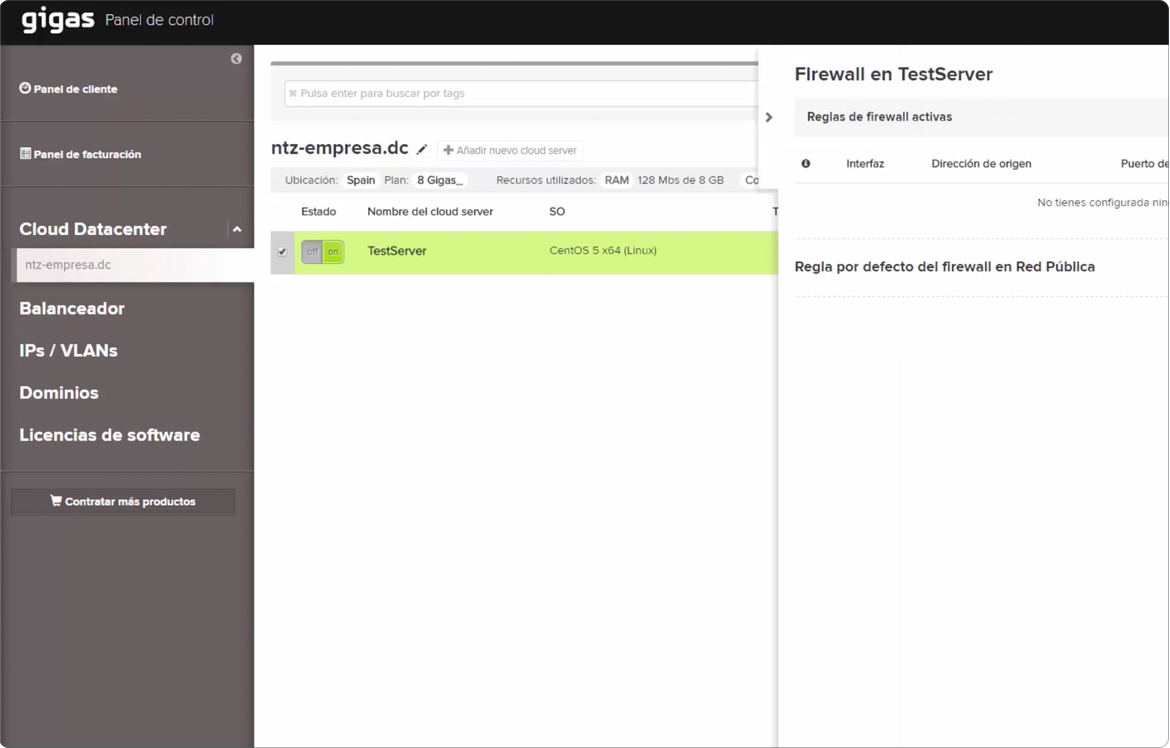 gigas Panel de control
Panel de cliente
Panel de facturación
Cloud Datacenter
ntz-empresa.dc
Balanceador
IPs / VLANs
Dominios
Licencias de software
Contratar más productos
Pulsa enter para buscar por tags
ntz-empresa.dc Añadir nuevo cloud server
Ubicación: Spain Plan: 8 Gigas_ Recursos utilizados: RAM 128 Mbs de 8 GB Co
Estado Nombre del cloud server SO T
off on TestServer CentOS 5 x64 (Linux)
Firewall en TestServer
Reglas de firewall activas
Interfaz Dirección de origen Puerto de
No tienes configurada nin
Regla por defecto del firewall en Red Pública